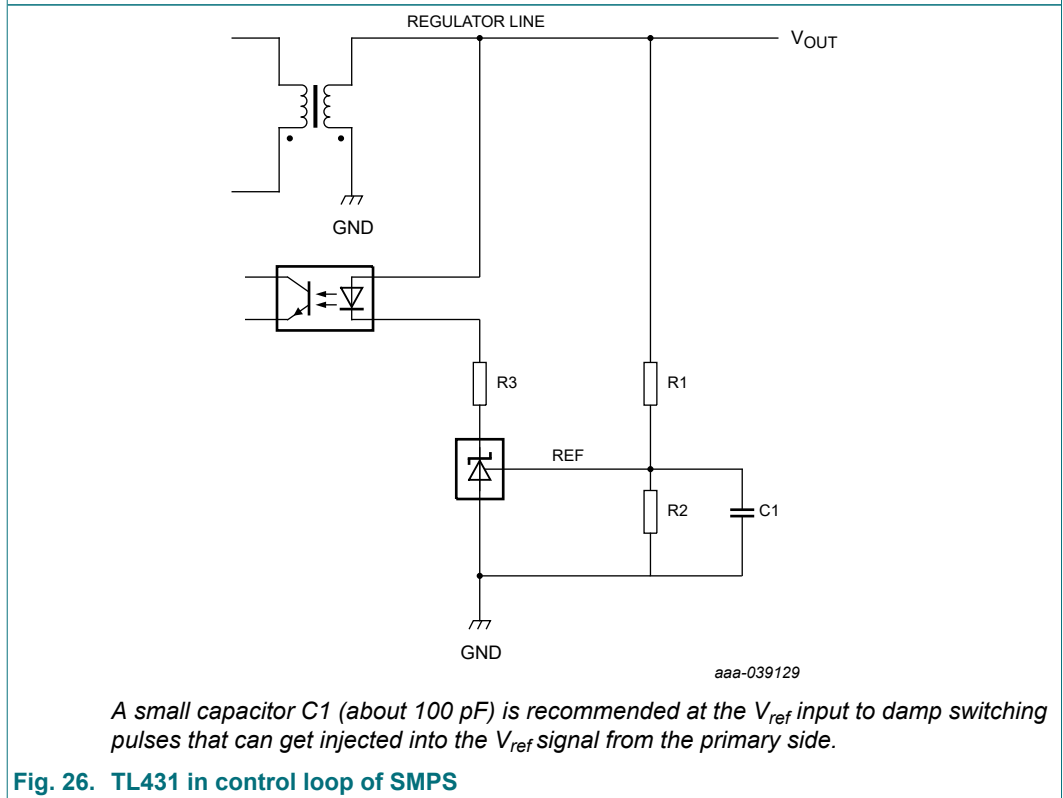 REGULATOR LINE
VOUT
GND
R3
R1
REF
R2
C1
GND
aaa-039129
A small capacitor C1 (about 100 pF) is recommended at the Vref input to damp switching
pulses that can get injected into the Vref signal from the primary side.
Fig. 26. TL431 in control loop of SMPS